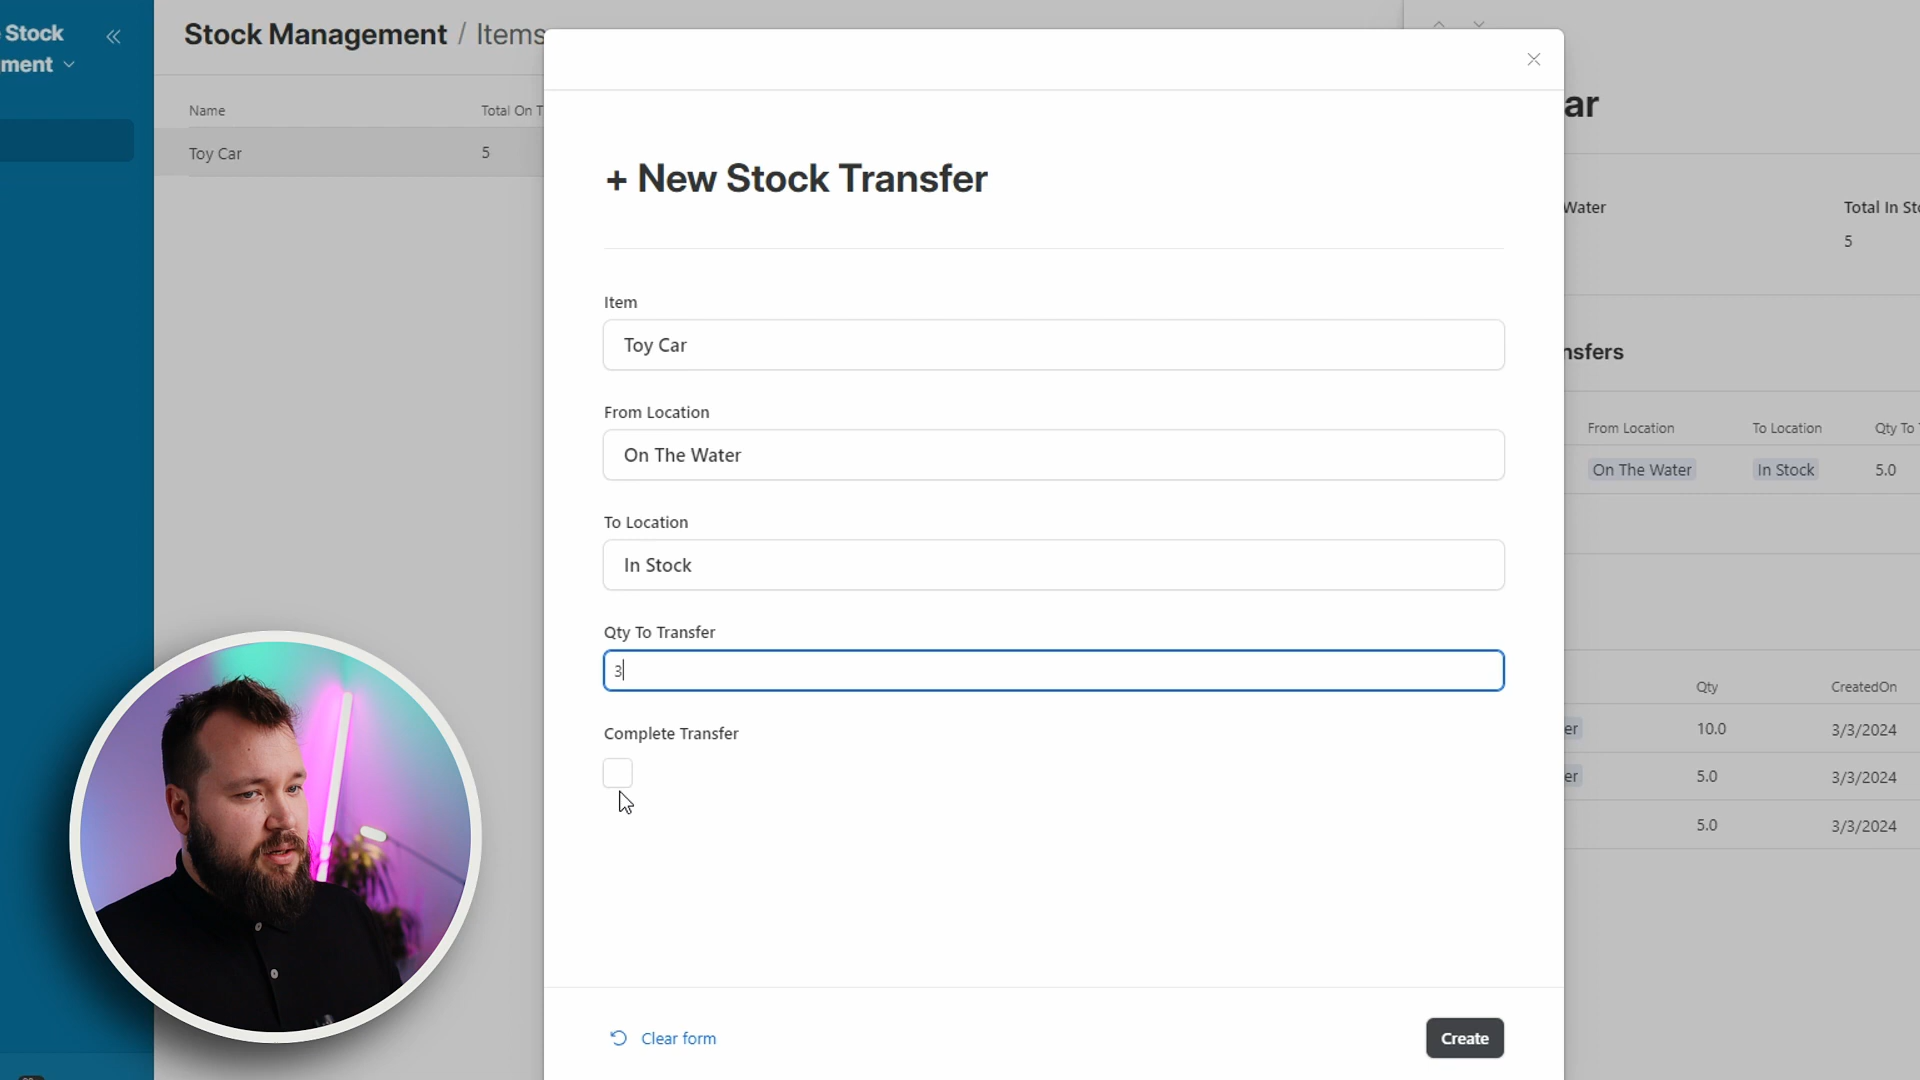 Stock
ment
Stock Management / Items
Name
Total On T
Toy Car
5
+ New Stock Transfer
Item
Toy Car
From Location
On The Water
To Location
In Stock
Qty To Transfer
3
Complete Transfer
Clear form
Create
ar
Water
Total In Sto
5
nsfers
From Location
To Location
Qty To
On The Water
In Stock
5.0
Qty
CreatedOn
er
10.0
3/3/2024
er
5.0
3/3/2024
5.0
3/3/2024